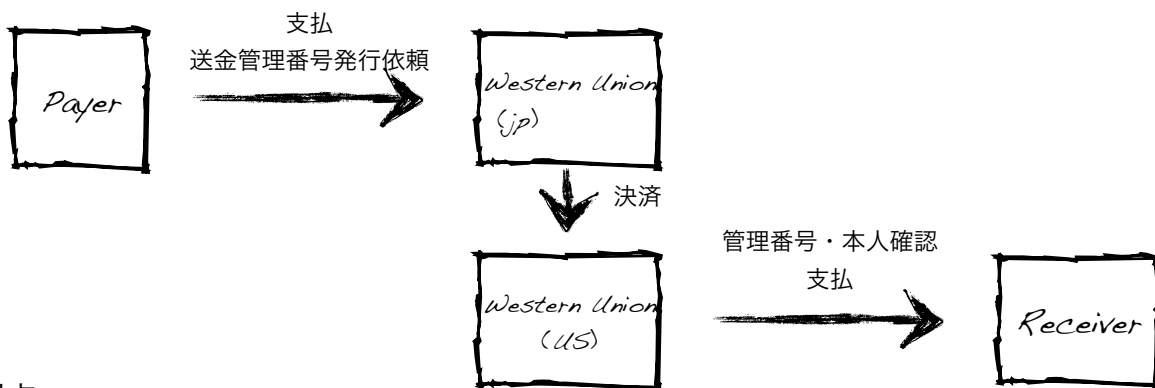 支払
送金管理番号発行依頼
Payer
Western Union
(jp)
決済
管理番号・本人確認
支払
Western Union
(US)
Receiver